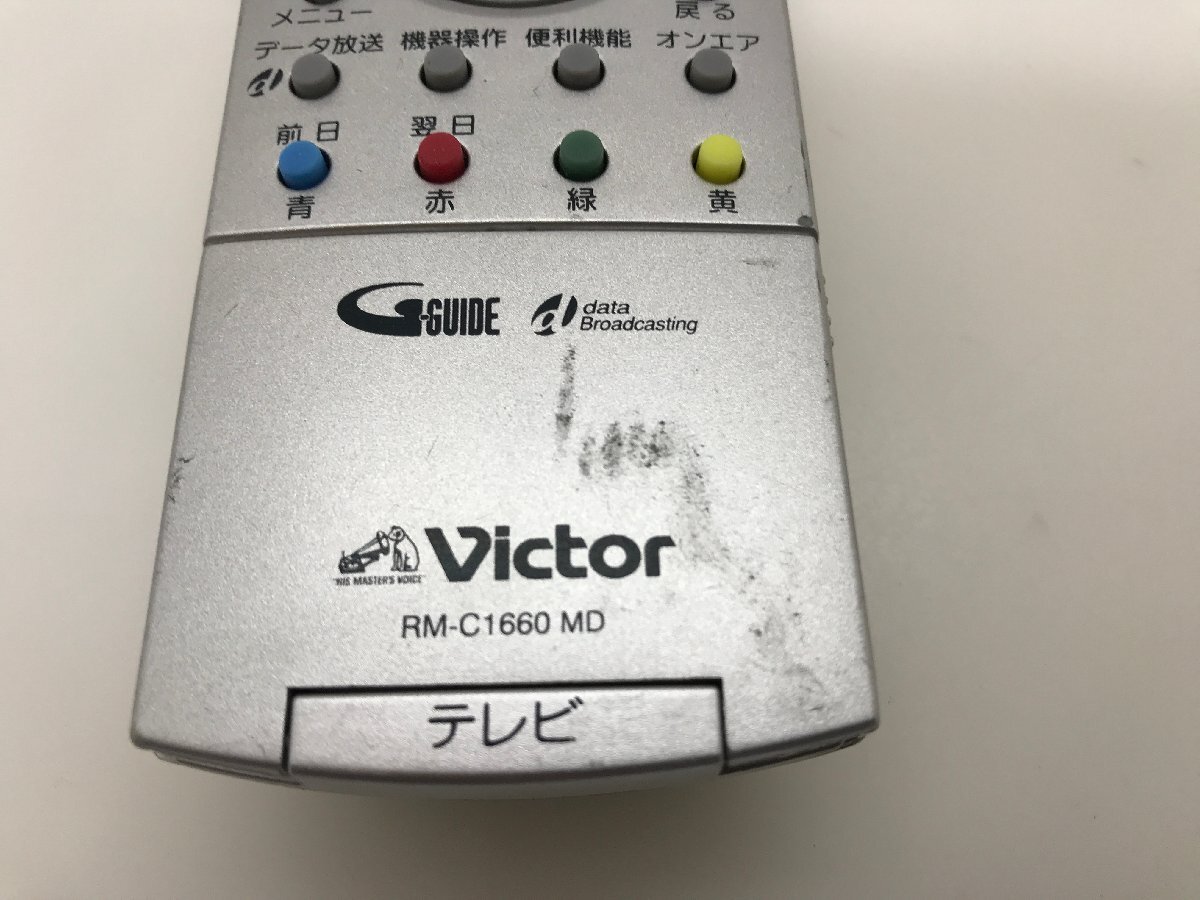 メニュー 戻る
データ放送 機器操作 便利機能 オンエア
d
前日 翌日
青 赤 緑 黄
G-GUIDE d data
Broadcasting
Victor
"HIS MASTER'S VOICE"
RM-C1660 MD
テレビ